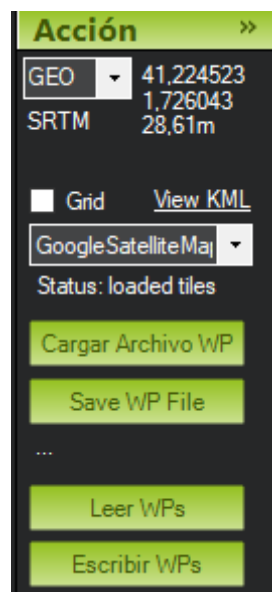 Acción »
GEO 41,224523
1,726043
SRTM 28,61m
Grid View KML
GoogleSatelliteMap
Status: loaded tiles
Cargar Archivo WP
Save WP File
...
Leer WPs
Escribir WPs